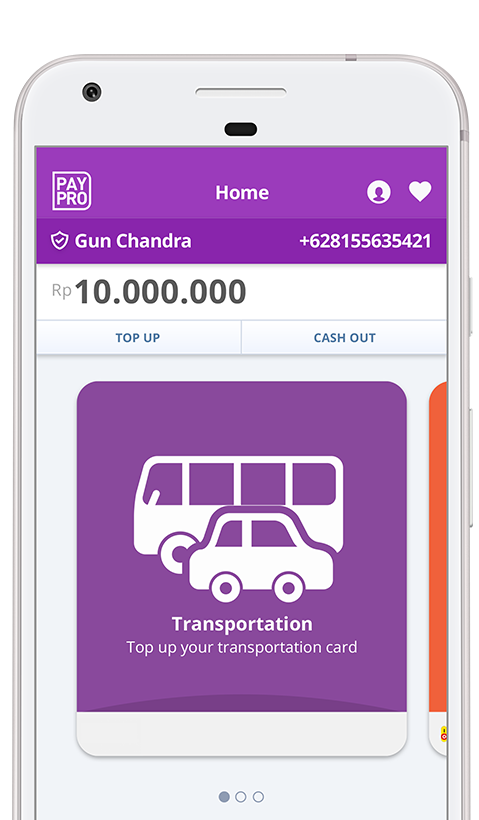 PAY
PRO
Home
Gun Chandra
+628155635421
Rp 10.000.000
TOP UP
CASH OUT
Transportation
Top up your transportation card